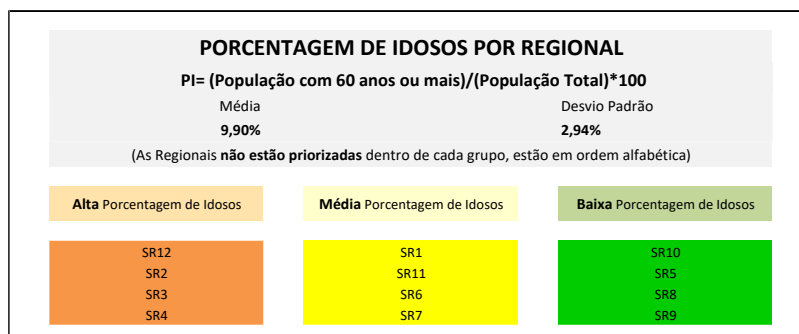 PORCENTAGEM DE IDOSOS POR REGIONAL
PI= (População com 60 anos ou mais)/(População Total)*100
Média Desvio Padrão
9,90% 2,94%
(As Regionais não estão priorizadas dentro de cada grupo, estão em ordem alfabética)
Alta Porcentagem de Idosos Média Porcentagem de Idosos Baixa Porcentagem de Idosos
SR12 SR1 SR10
SR2 SR11 SR5
SR3 SR6 SR8
SR4 SR7 SR9